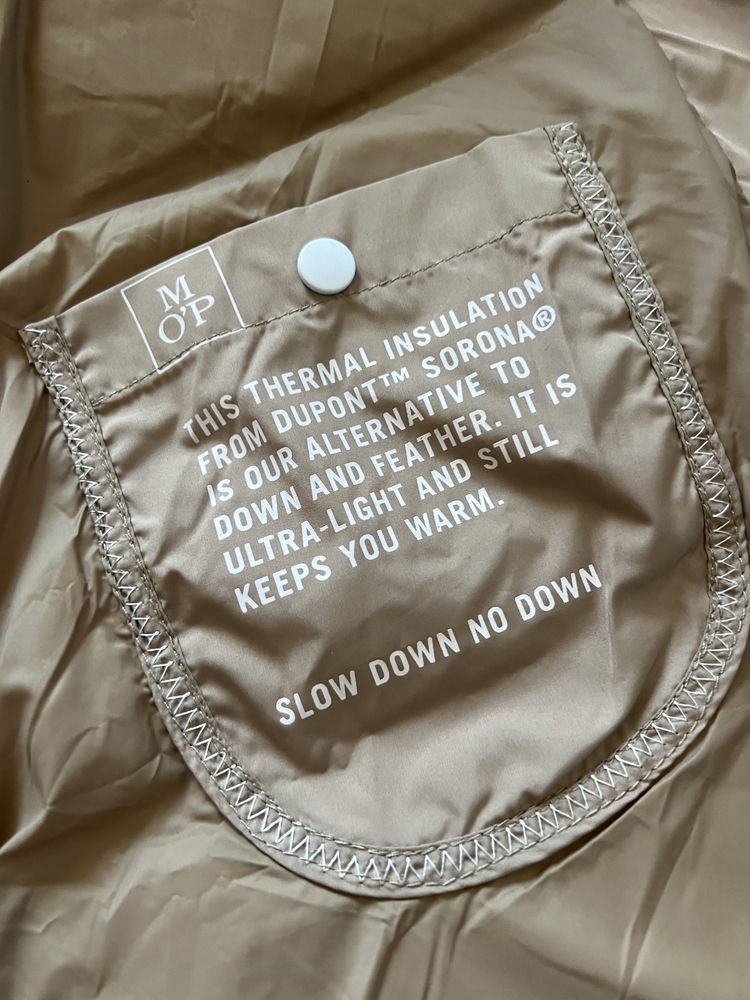 M
O'P
THIS THERMAL INSULATION
FROM DUPONT™ SORONA®
IS OUR ALTERNATIVE TO
DOWN AND FEATHER. IT IS
ULTRA-LIGHT AND STILL
KEEPS YOU WARM.
SLOW DOWN NO DOWN